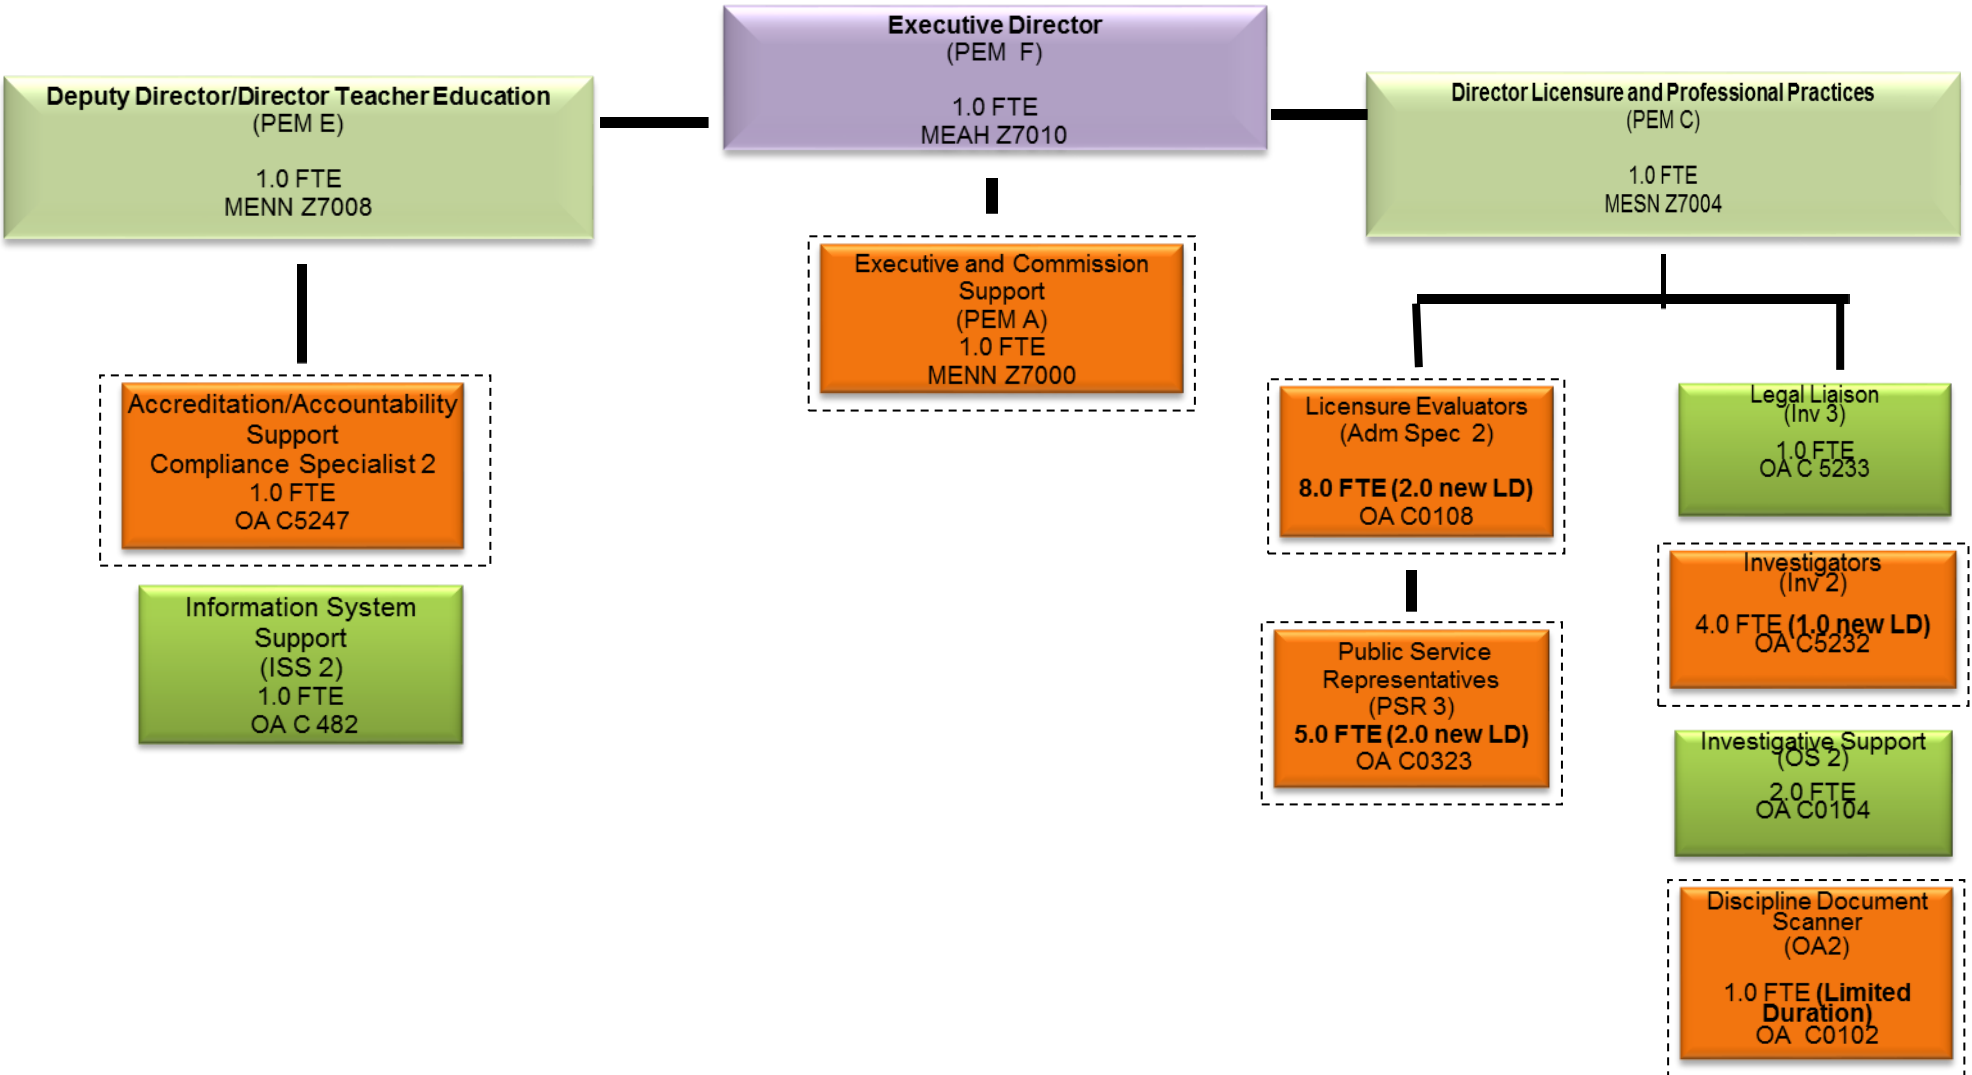 Executive Director
(PEM F)
1.0 FTE
MEAH Z7010
Deputy Director/Director Teacher Education
(PEM E)
1.0 FTE
MENN Z7008
Director Licensure and Professional Practices
(PEM C)
1.0 FTE
MESN Z7004
Executive and Commission
Support
(PEM A)
1.0 FTE
MENN Z7000
Accreditation/Accountability
Support
Compliance Specialist 2
1.0 FTE
OA C5247
Information System
Support
(ISS 2)
1.0 FTE
OA C 482
Licensure Evaluators
(Adm Spec 2)
8.0 FTE (2.0 new LD)
OA C0108
Public Service
Representatives
(PSR 3)
5.0 FTE (2.0 new LD)
OA C0323
Legal Liaison
(Inv 3)
1.0 FTE
OA C 5233
Investigators
(Inv 2)
4.0 FTE (1.0 new LD)
OA C5232
Investigative Support
(OS 2)
2.0 FTE
OA C0104
Discipline Document
Scanner
(OA2)
1.0 FTE (Limited
Duration)
OA C0102